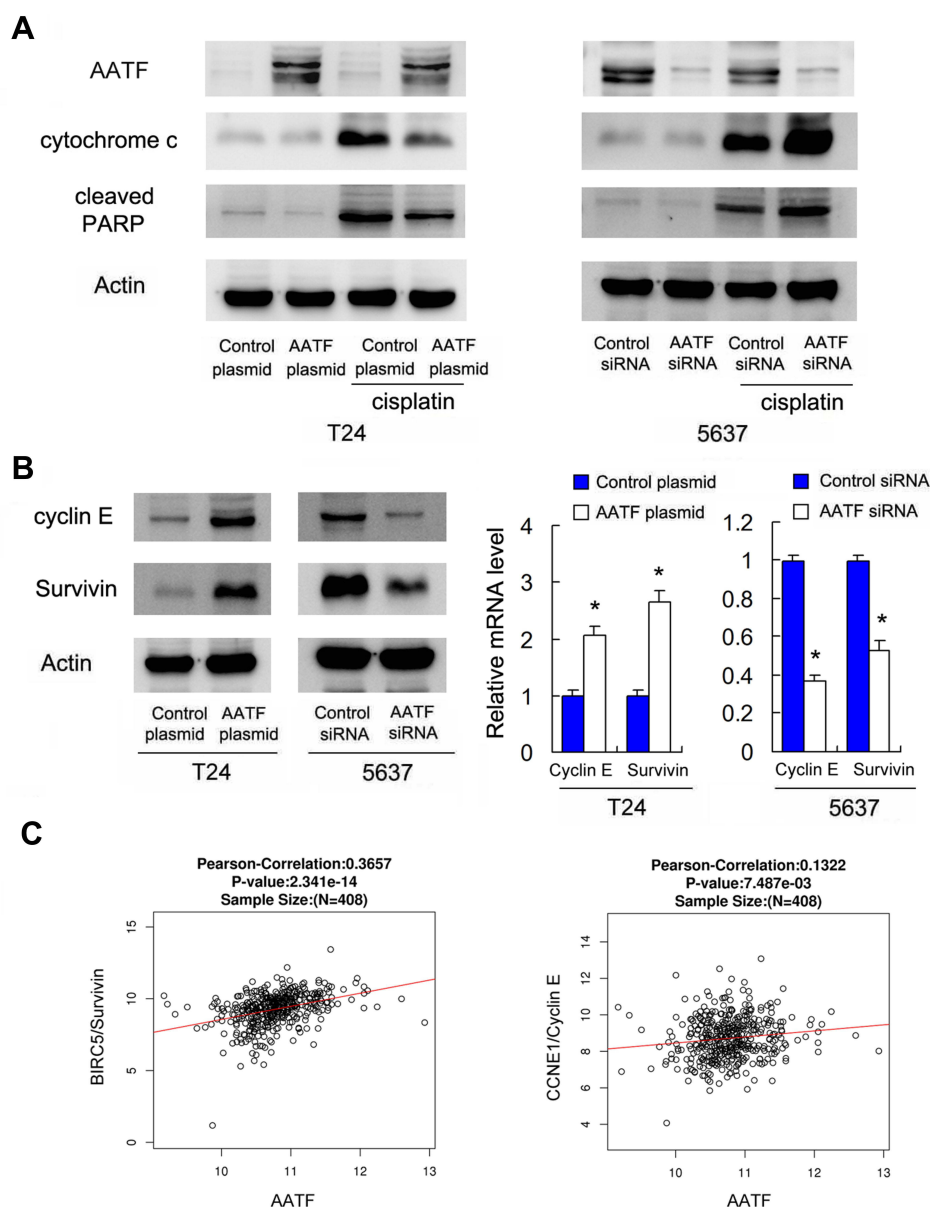 A
AATF
cytochrome c
cleaved
PARP
Actin
Control
plasmid
AATF
plasmid
Control
plasmid
AATF
plasmid
cisplatin
T24
Control
siRNA
AATF
siRNA
Control
siRNA
AATF
siRNA
cisplatin
5637
B
cyclin E
Survivin
Actin
Control
plasmid
AATF
plasmid
T24
Control
siRNA
AATF
siRNA
5637
Control plasmid
AATF plasmid
Relative mRNA level
4
3
2
1
0
*
*
Cyclin E
Survivin
T24
Control siRNA
AATF siRNA
1.2
1
0.8
0.6
0.4
0.2
0
*
*
Cyclin E
Survivin
5637
C
Pearson-Correlation:0.3657
P-value:2.341e-14
Sample Size:(N=408)
BIRC5/Survivin
15
10
5
0
10
11
12
13
AATF
Pearson-Correlation:0.1322
P-value:7.487e-03
Sample Size:(N=408)
CCNE1/Cyclin E
14
12
10
8
6
4
10
11
12
13
AATF